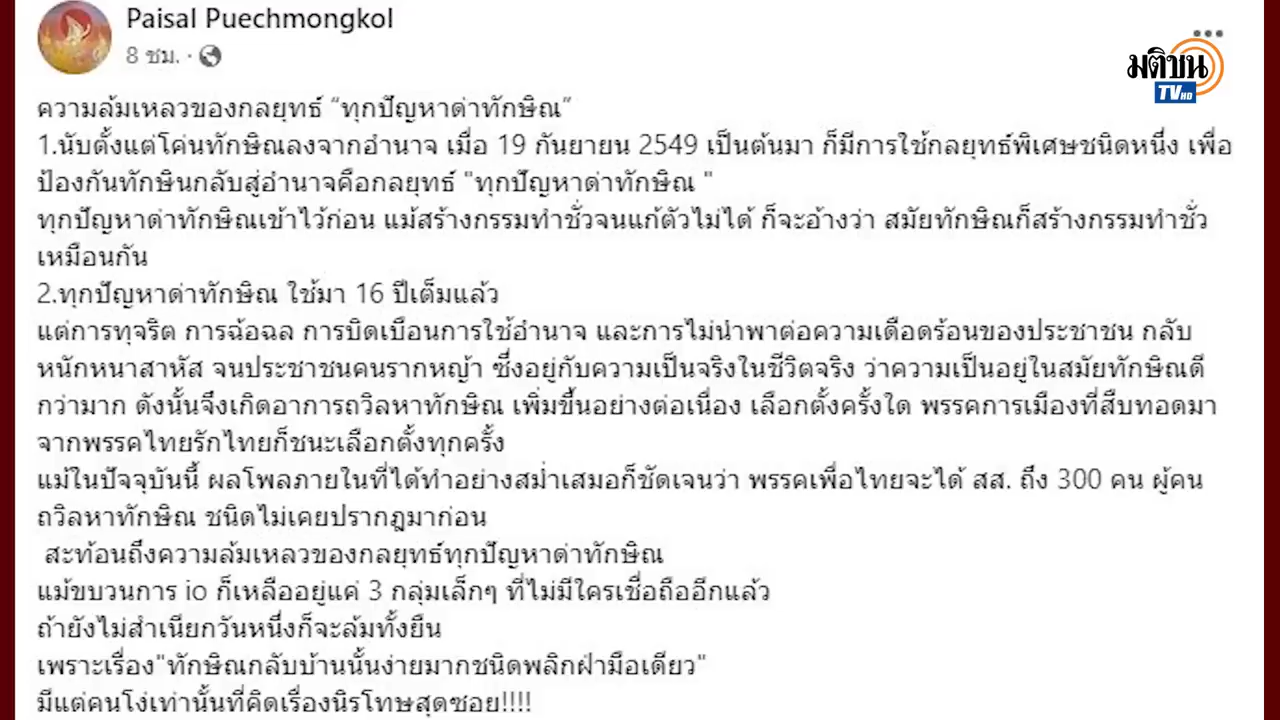 Paisal Puechmongkol
8 ชม. ·
มติชน
TV HD
ความล้มเหลวของกลยุทธ์ “ทุกปัญหาด่าทักษิณ”
1.นับตั้งแต่โค่นทักษิณลงจากอำนาจ เมื่อ 19 กันยายน 2549 เป็นต้นมา ก็มีการใช้กลยุทธ์พิเศษชนิดหนึ่ง เพื่อ
ป้องกันทักษินกลับสู่อำนาจคือกลยุทธ์ "ทุกปัญหาด่าทักษิณ "
ทุกปัญหาด่าทักษิณเข้าไว้ก่อน แม้สร้างกรรมทำชั่วจนแก้ตัวไม่ได้ ก็จะอ้างว่า สมัยทักษิณก็สร้างกรรมทำชั่ว
เหมือนกัน
2.ทุกปัญหาด่าทักษิณ ใช้มา 16 ปีเต็มแล้ว
แต่การทุจริต การฉ้อฉล การบิดเบือนการใช้อำนาจ และการไม่นำพาต่อความเดือดร้อนของประชาชน กลับ
หนักหนาสาหัส จนประชาชนคนรากหญ้า ซึ่งอยู่กับความเป็นจริงในชีวิตจริง ว่าความเป็นอยู่ในสมัยทักษิณดี
กว่ามาก ดังนั้นจึงเกิดอาการถวิลหาทักษิณ เพิ่มขึ้นอย่างต่อเนื่อง เลือกตั้งครั้งใด พรรคการเมืองที่สืบทอดมา
จากพรรคไทยรักไทยก็ชนะเลือกตั้งทุกครั้ง
แม้ในปัจจุบันนี้ ผลโพลภายในที่ได้ทำอย่างสม่ำเสมอก็ชัดเจนว่า พรรคเพื่อไทยจะได้ สส. ถึง 300 คน ผู้คน
ถวิลหาทักษิณ ชนิดไม่เคยปรากฏมาก่อน
สะท้อนถึงความล้มเหลวของกลยุทธ์ทุกปัญหาด่าทักษิณ
แม้ขบวนการ io ก็เหลืออยู่แค่ 3 กลุ่มเล็กๆ ที่ไม่มีใครเชื่อถืออีกแล้ว
ถ้ายังไม่สำเนียกวันหนึ่งก็จะล้มทั้งยืน
เพราะเรื่อง"ทักษิณกลับบ้านนั้นง่ายมากชนิดพลิกฝ่ามือเดียว"
มีแต่คนโง่เท่านั้นที่คิดเรื่องนิรโทษสุดซอย!!!!